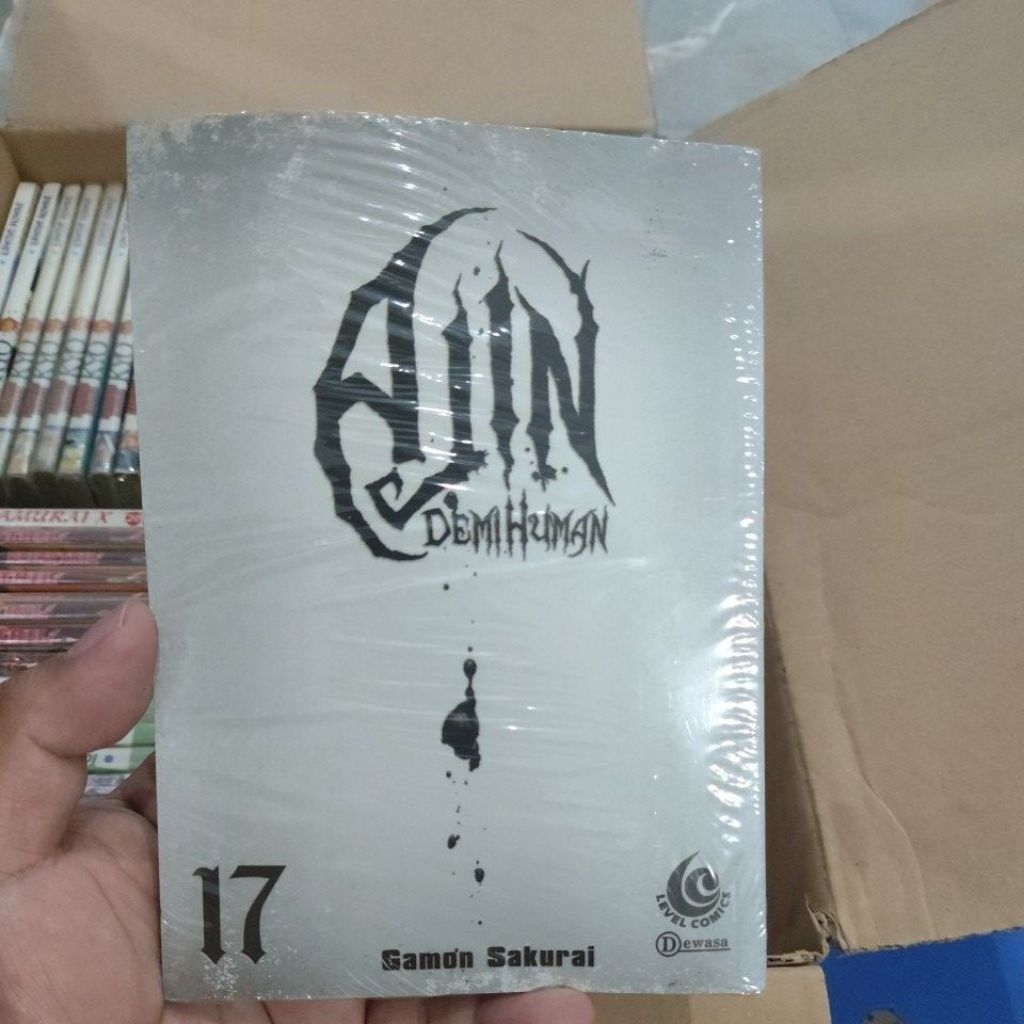 AJIN
DEMI HUMAN
SAMURAI X
17
LEVEL COMICS
Dewasa
Gamon Sakurai